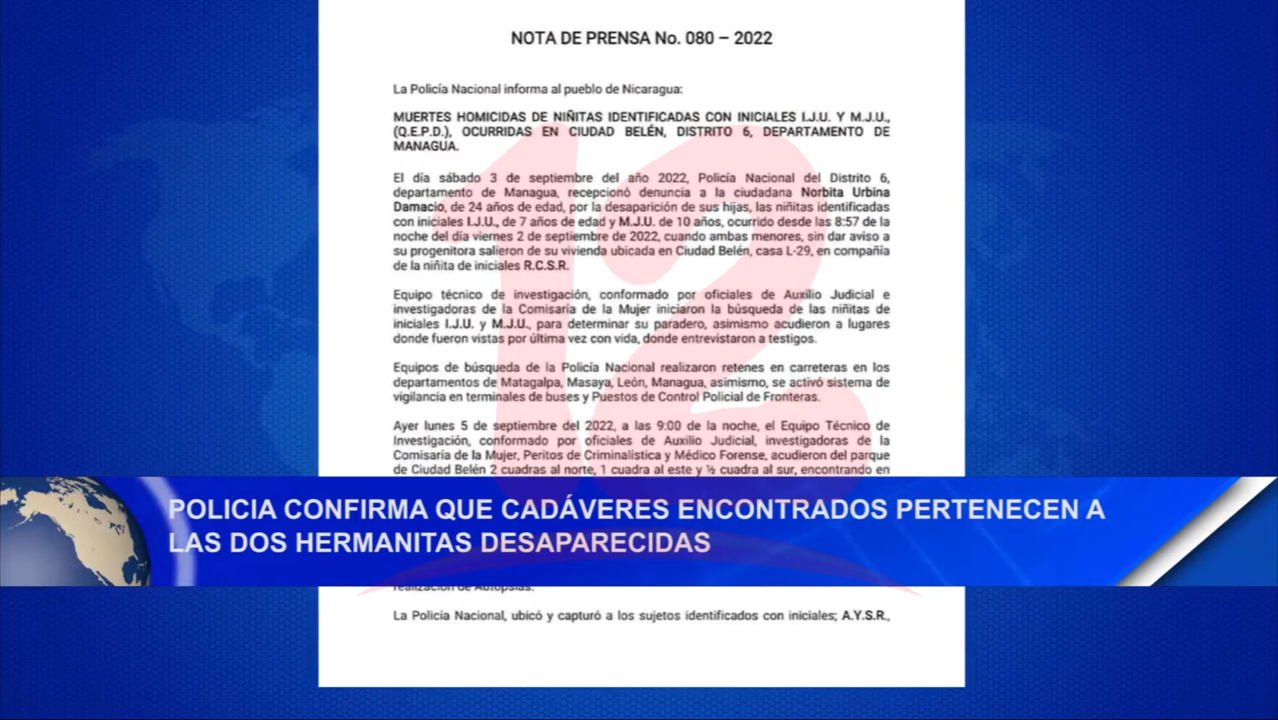 NOTA DE PRENSA No. 080 – 2022
La Policía Nacional informa al pueblo de Nicaragua:
MUERTES HOMICIDAS DE NIÑITAS IDENTIFICADAS CON INICIALES I.J.U. Y M.J.U.,
(Q.E.P.D.), OCURRIDAS EN CIUDAD BELÉN, DISTRITO 6, DEPARTAMENTO DE
MANAGUA.
El día sábado 3 de septiembre del año 2022, Policía Nacional del Distrito 6,
departamento de Managua, recepcionó denuncia a la ciudadana Norbita Urbina
Damacio, de 24 años de edad, por la desaparición de sus hijas, las niñitas identificadas
con iniciales I.J.U., de 7 años de edad y M.J.U. de 10 años, ocurrido desde las 8:57 de la
noche del día viernes 2 de septiembre de 2022, cuando ambas menores, sin dar aviso a
su progenitora salieron de su vivienda ubicada en Ciudad Belén, casa L-29, en compañía
de la niñita de iniciales R.C.S.R.
Equipo técnico de investigación, conformado por oficiales de Auxilio Judicial e
investigadoras de la Comisaría de la Mujer iniciaron la búsqueda de las niñitas de
iniciales I.J.U. y M.J.U., para determinar su paradero, asimismo acudieron a lugares
donde fueron vistas por última vez con vida, donde entrevistaron a testigos.
Equipos de búsqueda de la Policía Nacional realizaron retenes en carreteras en los
departamentos de Matagalpa, Masaya, León, Managua, asimismo, se activó sistema de
vigilancia en terminales de buses y Puestos de Control Policial de Fronteras.
Ayer lunes 5 de septiembre del 2022, a las 9:00 de la noche, el Equipo Técnico de
Investigación, conformado por oficiales de Auxilio Judicial, investigadoras de la
Comisaría de la Mujer, Peritos de Criminalística y Médico Forense, acudieron del parque
de Ciudad Belén 2 cuadras al norte, 1 cuadra al este y ½ cuadra al sur, encontrando en
12
POLICIA CONFIRMA QUE CADÁVERES ENCONTRADOS PERTENECEN A
LAS DOS HERMANITAS DESAPARECIDAS
realización de Autopsias.
La Policía Nacional, ubicó y capturó a los sujetos identificados con iniciales; A.Y.S.R.,